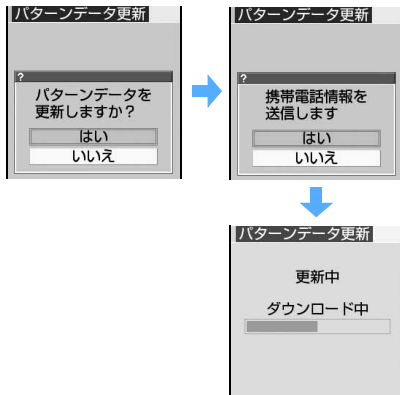 パターンデータ更新
?
パターンデータを
更新しますか？
はい
いいえ
パターンデータ更新
?
携帯電話情報を
送信します
はい
いいえ
パターンデータ更新
更新中
ダウンロード中